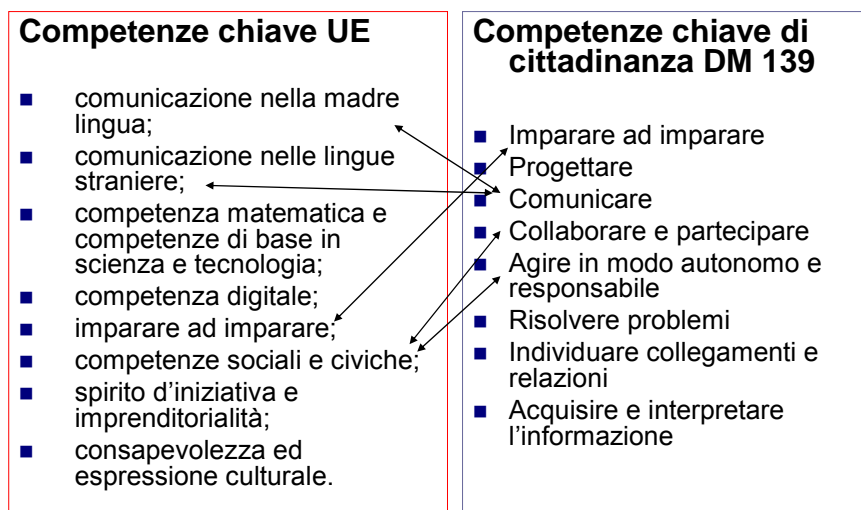 Competenze chiave UE
comunicazione nella madre
lingua;
comunicazione nelle lingue
straniere;
competenza matematica e
competenze di base in
scienza e tecnologia;
competenza digitale;
imparare ad imparare;
competenze sociali e civiche;
spirito d'iniziativa e
imprenditorialità;
consapevolezza ed
espressione culturale.
Competenze chiave di
cittadinanza DM 139
Imparare ad imparare
Progettare
Comunicare
Collaborare e partecipare
Agire in modo autonomo e
responsabile
Risolvere problemi
Individuare collegamenti e
relazioni
Acquisire e interpretare
l'informazione